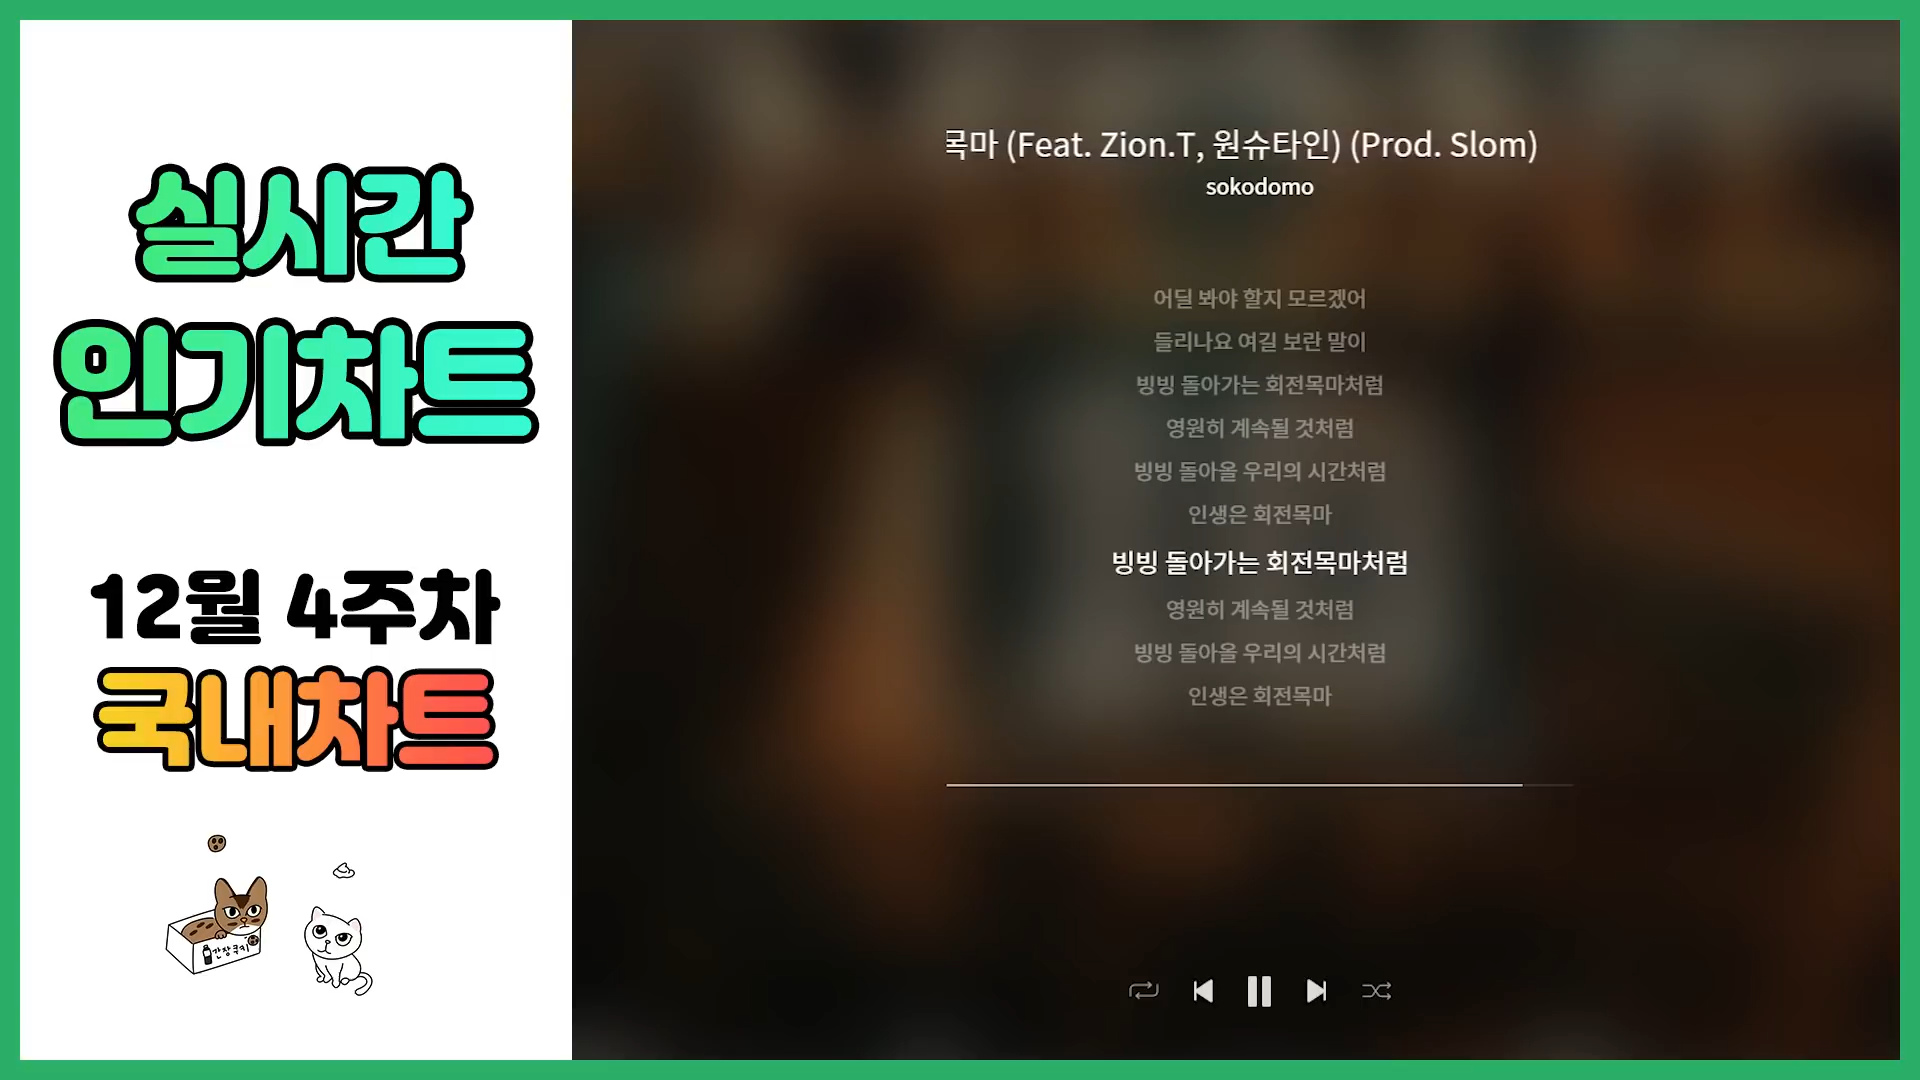 실시간
인기차트
12월 4주차
국내차트
간장쿡키
목마 (Feat. Zion.T, 원슈타인) (Prod. Slom)
sokodomo
어딜 봐야 할지 모르겠어
들리나요 여길 보란 말이
빙빙 돌아가는 회전목마처럼
영원히 계속될 것처럼
빙빙 돌아올 우리의 시간처럼
인생은 회전목마
빙빙 돌아가는 회전목마처럼
영원히 계속될 것처럼
빙빙 돌아올 우리의 시간처럼
인생은 회전목마